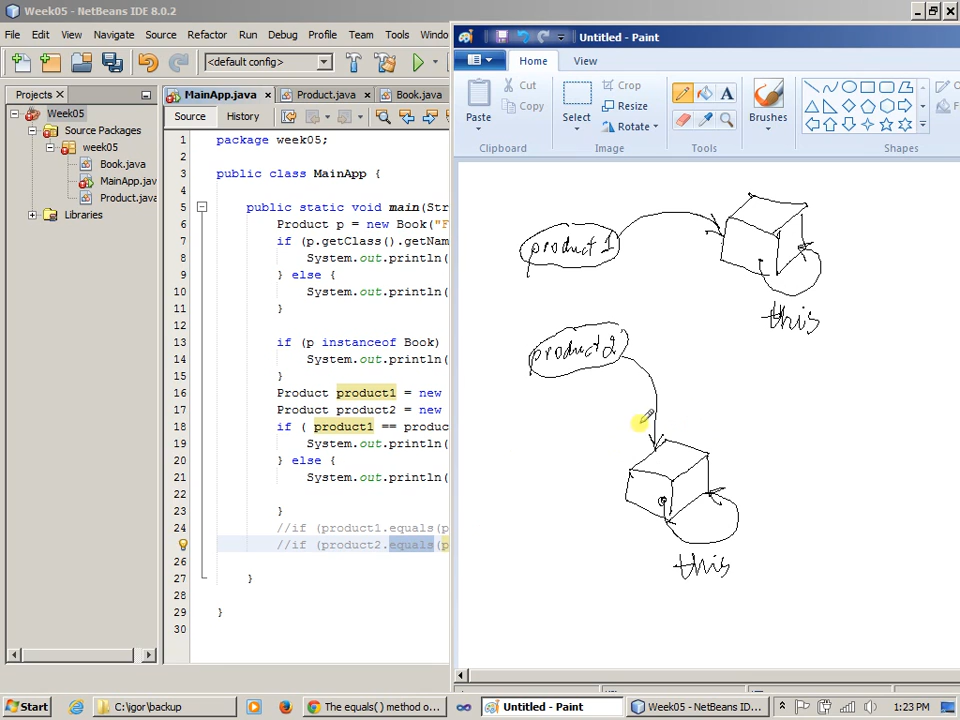 Week05 - NetBeans IDE 8.0.2
File Edit View Navigate Source Refactor Run Debug Profile Team Tools Windo
<default config>
Projects
Week05
Source Packages
week05
Book.java
MainApp.jav
Product.java
Libraries
MainApp.java Product.java Book.java
Source History
1 package week05;
2
3 public class MainApp {
4
5 public static void main(Str
6 Product p = new Book("F
7 if (p.getClass().getNam
8 System.out.println(
9 } else {
10 System.out.println(
11 }
12
13 if (p instanceof Book)
14 System.out.println(
15 }
16 Product product1 = new
17 Product product2 = new
18 if ( product1 == produc
19 System.out.println(
20 } else {
21 System.out.println(
22
23 }
24 //if (product1.equals(p
25 //if (product2.equals(p
26
27 }
28
29 }
30
Untitled - Paint
Home View
Paste
Cut
Copy
Clipboard
Select
Crop
Resize
Rotate
Image
A
Tools
Brushes
Shapes
O
F
product1
this
product2
this
Start
C:\igor\backup
The equals( ) method o...
Untitled - Paint
Week05 - NetBeans ID...
1:23 PM